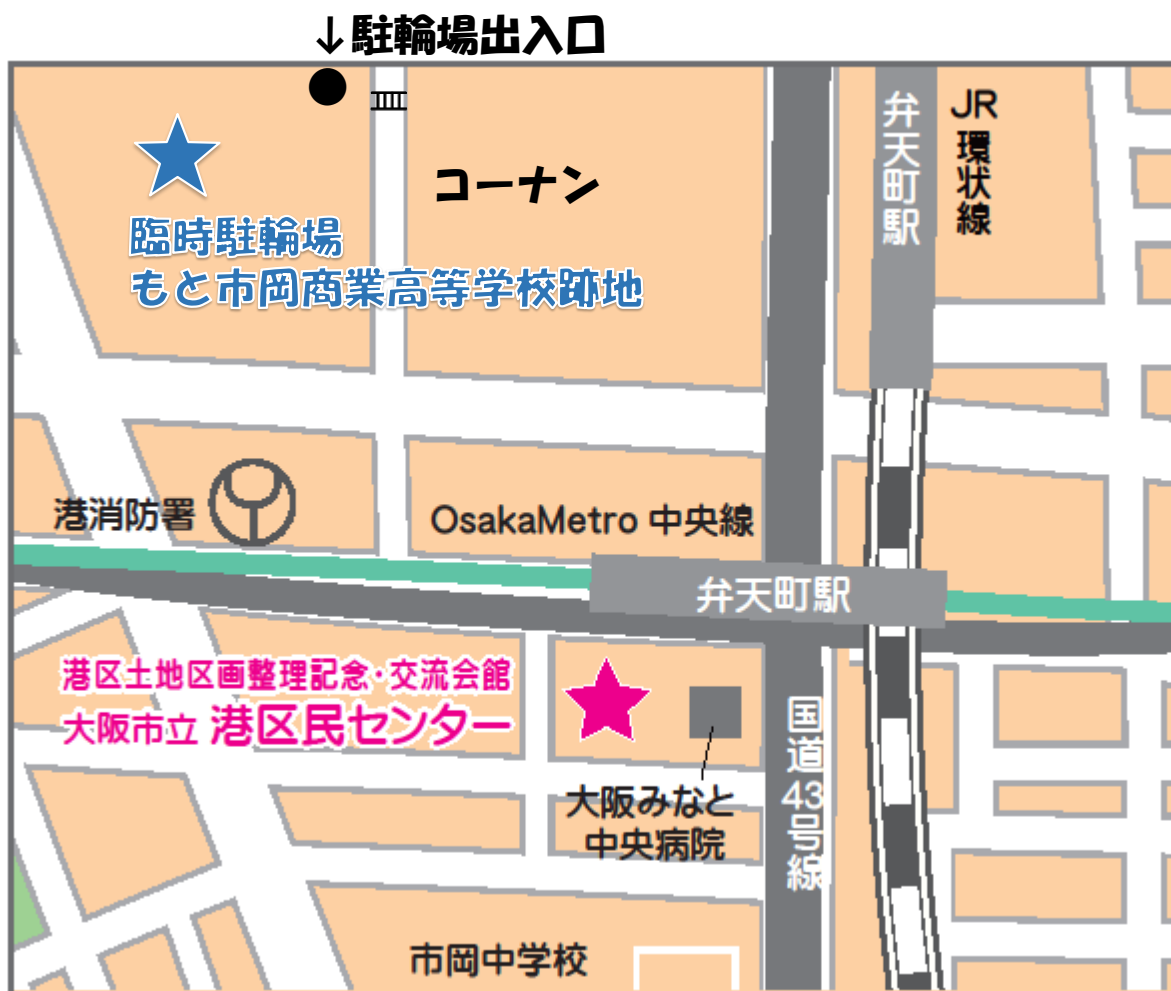 ↓駐輪場出入口
弁天町駅
JR環状線
コーナン
臨時駐輪場
もと市岡商業高等学校跡地
港消防署
OsakaMetro 中央線
弁天町駅
港区土地区画整理記念・交流会館
大阪市立 港区民センター
国道43号線
大阪みなと
中央病院
市岡中学校